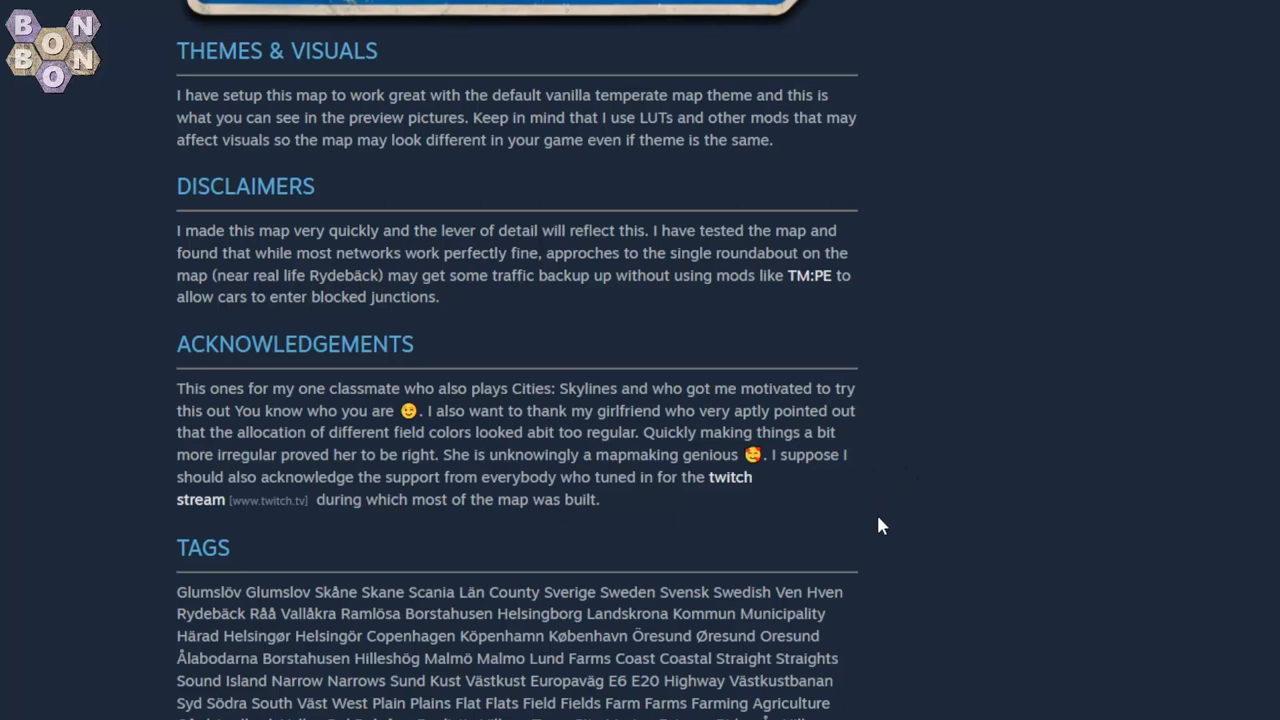 BONBON
THEMES & VISUALS
I have setup this map to work great with the default vanilla temperate map theme and this is
what you can see in the preview pictures. Keep in mind that I use LUTs and other mods that may
affect visuals so the map may look different in your game even if theme is the same.
DISCLAIMERS
I made this map very quickly and the lever of detail will reflect this. I have tested the map and
found that while most networks work perfectly fine, approches to the single roundabout on the
map (near real life Rydebäck) may get some traffic backup up without using mods like TM:PE to
allow cars to enter blocked junctions.
ACKNOWLEDGEMENTS
This ones for my one classmate who also plays Cities: Skylines and who got me motivated to try
this out You know who you are 😉. I also want to thank my girlfriend who very aptly pointed out
that the allocation of different field colors looked abit too regular. Quickly making things a bit
more irregular proved her to be right. She is unknowingly a mapmaking genious 🥰. I suppose I
should also acknowledge the support from everybody who tuned in for the twitch
stream [www.twitch.tv] during which most of the map was built.
TAGS
Glumslöv Glumslov Skåne Skane Scania Län County Sverige Sweden Svensk Swedish Ven Hven
Rydebäck Råå Vallåkra Ramlösa Borstahusen Helsingborg Landskrona Kommun Municipality
Härad Helsingør Helsingör Copenhagen Köpenhamn København Öresund Øresund Oresund
Ålabodarna Borstahusen Hilleshög Malmö Malmo Lund Farms Coast Coastal Straight Straights
Sound Island Narrow Narrows Sund Kust Västkust Europaväg E6 E20 Highway Västkustbanan
Syd Södra South Väst West Plain Plains Flat Flats Field Fields Farm Farms Farming Agriculture